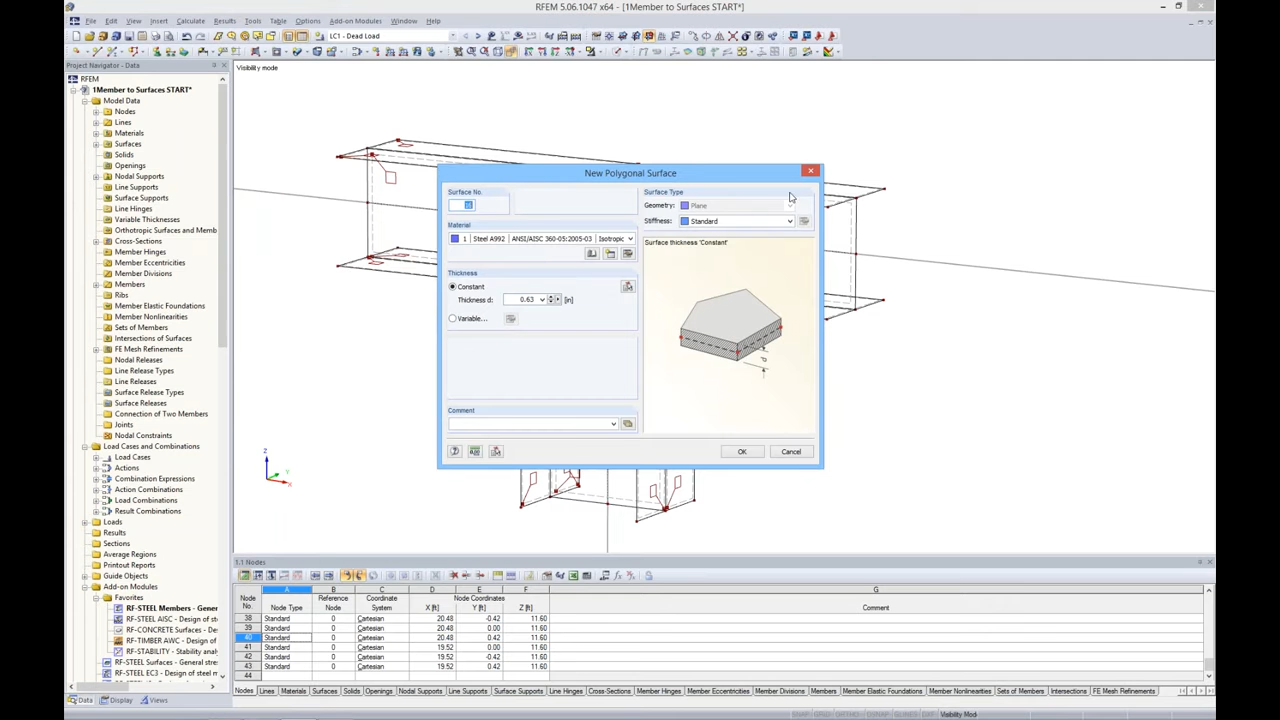 RFEM 5.06.1047 x64 - [1Member to Surfaces START*]
File Edit View Insert Calculate Results Tools Table Options Add-on Modules Window Help
LC1 - Dead Load
Project Navigator - Data
Visibility mode
RFEM
1Member to Surfaces START*
Model Data
Nodes
Lines
Materials
Surfaces
Solids
Openings
Nodal Supports
Line Supports
Surface Supports
Line Hinges
Variable Thicknesses
Orthotropic Surfaces and Memb
Cross-Sections
Member Hinges
Member Eccentricities
Member Divisions
Members
Ribs
Member Elastic Foundations
Member Nonlinearities
Sets of Members
Intersections of Surfaces
FE Mesh Refinements
Nodal Releases
Line Release Types
Line Releases
Surface Release Types
Surface Releases
Connection of Two Members
Joints
Nodal Constraints
Load Cases and Combinations
Load Cases
Actions
Combination Expressions
Action Combinations
Load Combinations
Result Combinations
Loads
Results
Sections
Average Regions
Printout Reports
Guide Objects
Add-on Modules
Favorites
RF-STEEL Members - Gener
RF-STEEL AISC - Design of st
RF-CONCRETE Surfaces - De
RF-TIMBER AWC - Design of
RF-STABILITY - Stability analy
RF-STEEL Surfaces - General stres
RF-STEEL EC3 - Design of steel m
Data Display Views
New Polygonal Surface
Surface No.
Material
1 Steel A992 | ANSI/AISC 360-05:2005-03 | Isotropic
Thickness
Constant
Thickness d: 0.63 [in]
Variable...
Comment
Surface Type
Geometry: Plane
Stiffness: Standard
Surface thickness 'Constant'
d
OK Cancel
Z
Y
X
1.1 Nodes
A B C D E F G
Node No. Node Type Reference Node Coordinate System Node Coordinates X [ft] Y [ft] Z [ft] Comment
38 Standard 0 Cartesian 20.48 -0.42 11.60
39 Standard 0 Cartesian 20.48 0.00 11.60
40 Standard 0 Cartesian 20.48 0.42 11.60
41 Standard 0 Cartesian 19.52 0.00 11.60
42 Standard 0 Cartesian 19.52 -0.42 11.60
43 Standard 0 Cartesian 19.52 0.42 11.60
44
Nodes Lines Materials Surfaces Solids Openings Nodal Supports Line Supports Surface Supports Line Hinges Cross-Sections Member Hinges Member Eccentricities Member Divisions Members Member Elastic Foundations Member Nonlinearities Sets of Members Intersections FE Mesh Refinements
SNAP GRID ORTHO OSNAP GLINES DXF Visibility Mod